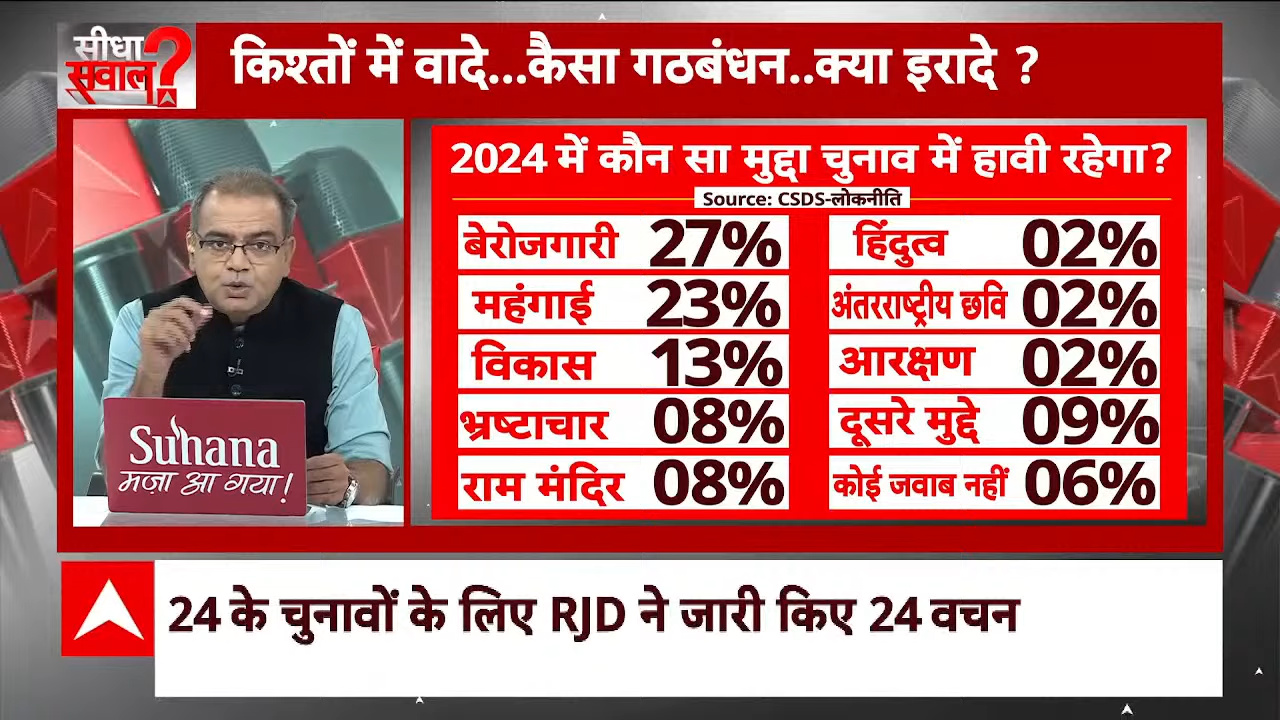 सीधा
सवाल?
किश्तों में वादे...कैसा गठबंधन..क्या इरादे ?
2024 में कौन सा मुद्दा चुनाव में हावी रहेगा?
Source: CSDS-लोकनीति
बेरोजगारी 27%
महंगाई 23%
विकास 13%
भ्रष्टाचार 08%
राम मंदिर 08%
हिंदुत्व 02%
अंतरराष्ट्रीय छवि 02%
आरक्षण 02%
दूसरे मुद्दे 09%
कोई जवाब नहीं 06%
Suhana
मज़ा आ गया!
24 के चुनावों के लिए RJD ने जारी किए 24 वचन